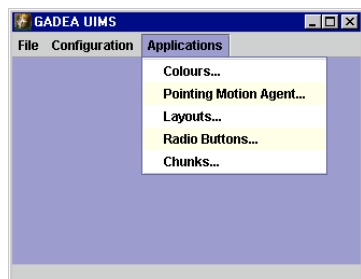 GADEA UIMS
File Configuration Applications
Colours...
Pointing Motion Agent...
Layouts...
Radio Buttons...
Chunks...